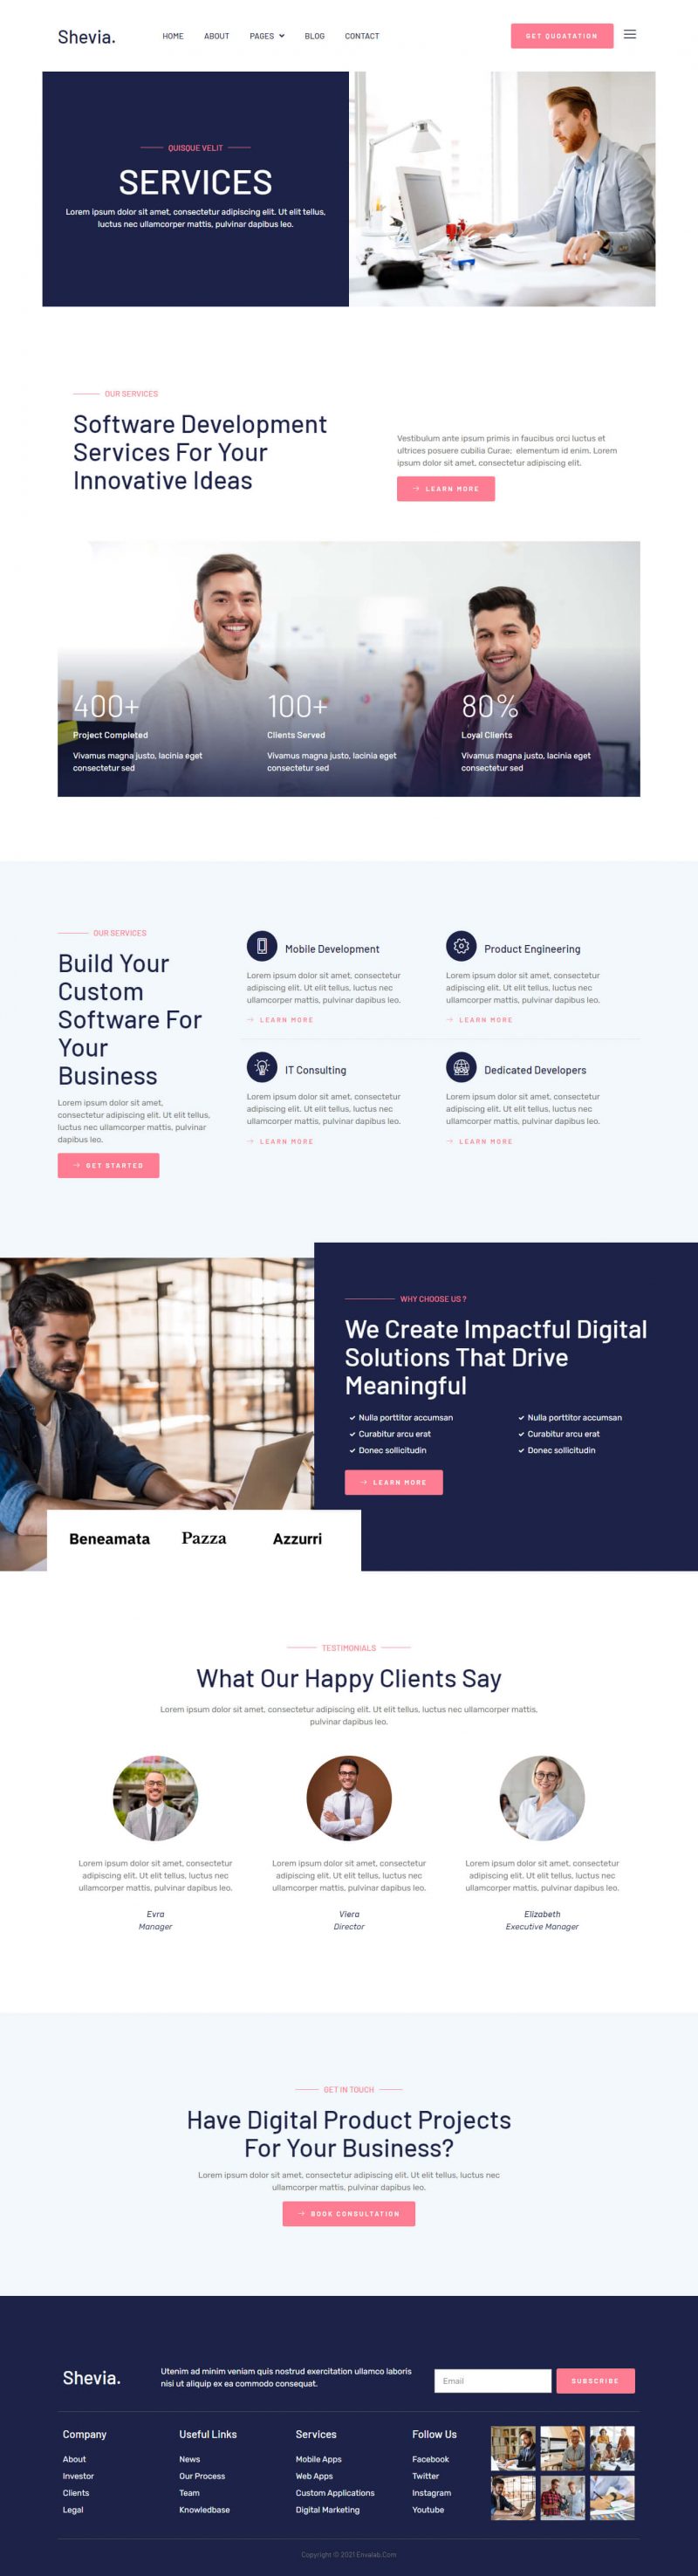 Shevia.
HOME ABOUT PAGES BLOG CONTACT
GET QUOATATION
QUISQUE VELIT
SERVICES
Lorem ipsum dolor sit amet, consectetur adipiscing elit. Ut elit tellus,
luctus nec ullamcorper mattis, pulvinar dapibus leo.
OUR SERVICES
Software Development
Services For Your
Innovative Ideas
Vestibulum ante ipsum primis in faucibus orci luctus et
ultrices posuere cubilia Curae; elementum id enim. Lorem
ipsum dolor sit amet, consectetur adipiscing elit.
LEARN MORE
400+
Project Completed
Vivamus magna justo, lacinia eget
consectetur sed
100+
Clients Served
Vivamus magna justo, lacinia eget
consectetur sed
80%
Loyal Clients
Vivamus magna justo, lacinia eget
consectetur sed
OUR SERVICES
Build Your
Custom
Software For
Your
Business
Lorem ipsum dolor sit amet,
consectetur adipiscing elit. Ut elit tellus,
luctus nec ullamcorper mattis, pulvinar
dapibus leo.
GET STARTED
Mobile Development
Lorem ipsum dolor sit amet, consectetur
adipiscing elit. Ut elit tellus, luctus nec
ullamcorper mattis, pulvinar dapibus leo.
LEARN MORE
Product Engineering
Lorem ipsum dolor sit amet, consectetur
adipiscing elit. Ut elit tellus, luctus nec
ullamcorper mattis, pulvinar dapibus leo.
LEARN MORE
IT Consulting
Lorem ipsum dolor sit amet, consectetur
adipiscing elit. Ut elit tellus, luctus nec
ullamcorper mattis, pulvinar dapibus leo.
LEARN MORE
Dedicated Developers
Lorem ipsum dolor sit amet, consectetur
adipiscing elit. Ut elit tellus, luctus nec
ullamcorper mattis, pulvinar dapibus leo.
LEARN MORE
WHY CHOOSE US ?
We Create Impactful Digital
Solutions That Drive
Meaningful
Nulla porttitor accumsan
Curabitur arcu erat
Donec sollicitudin
Nulla porttitor accumsan
Curabitur arcu erat
Donec sollicitudin
LEARN MORE
Beneamata Pazza Azzurri
TESTIMONIALS
What Our Happy Clients Say
Lorem ipsum dolor sit amet, consectetur adipiscing elit. Ut elit tellus, luctus nec ullamcorper mattis,
pulvinar dapibus leo.
Lorem ipsum dolor sit amet, consectetur
adipiscing elit. Ut elit tellus, luctus nec
ullamcorper mattis, pulvinar dapibus leo.
Evra
Manager
Lorem ipsum dolor sit amet, consectetur
adipiscing elit. Ut elit tellus, luctus nec
ullamcorper mattis, pulvinar dapibus leo.
Viera
Director
Lorem ipsum dolor sit amet, consectetur
adipiscing elit. Ut elit tellus, luctus nec
ullamcorper mattis, pulvinar dapibus leo.
Elizabeth
Executive Manager
GET IN TOUCH
Have Digital Product Projects
For Your Business?
Lorem ipsum dolor sit amet, consectetur adipiscing elit. Ut elit tellus, luctus nec
ullamcorper mattis, pulvinar dapibus leo.
BOOK CONSULTATION
Shevia.
Utenim ad minim veniam quis nostrud exercitation ullamco laboris
nisi ut aliquip ex ea commodo consequat.
Email
SUBSCRIBE
Company
About
Investor
Clients
Legal
Useful Links
News
Our Process
Team
Knowledbase
Services
Mobile Apps
Web Apps
Custom Applications
Digital Marketing
Follow Us
Facebook
Twitter
Instagram
Youtube
Copyright © 2021 Envalab.Com